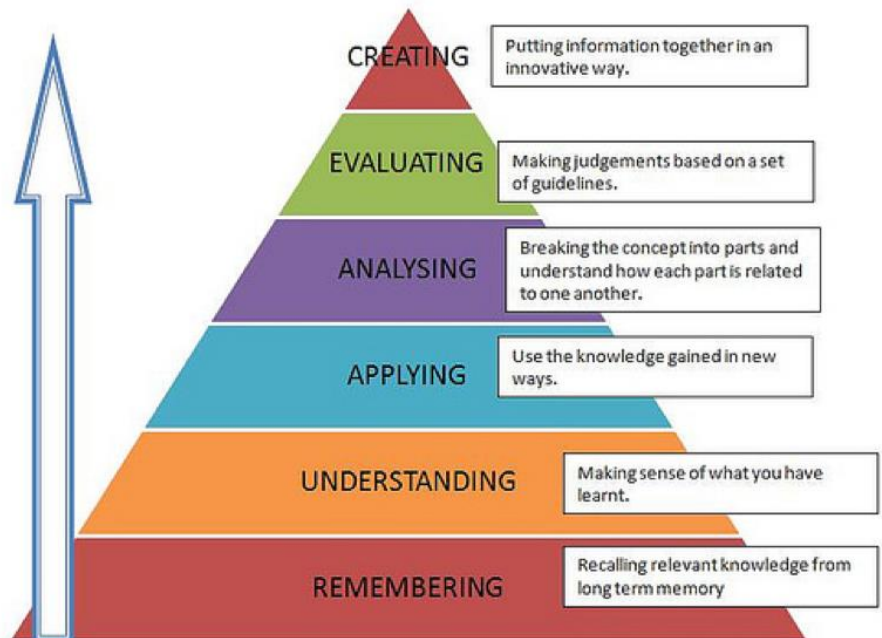 CREATING
Putting information together in an
innovative way.
EVALUATING
Making judgements based on a set
of guidelines.
ANALYSING
Breaking the concept into parts and
understand how each part is related
to one another.
APPLYING
Use the knowledge gained in new
ways.
UNDERSTANDING
Making sense of what you have
learnt.
REMEMBERING
Recalling relevant knowledge from
long term memory